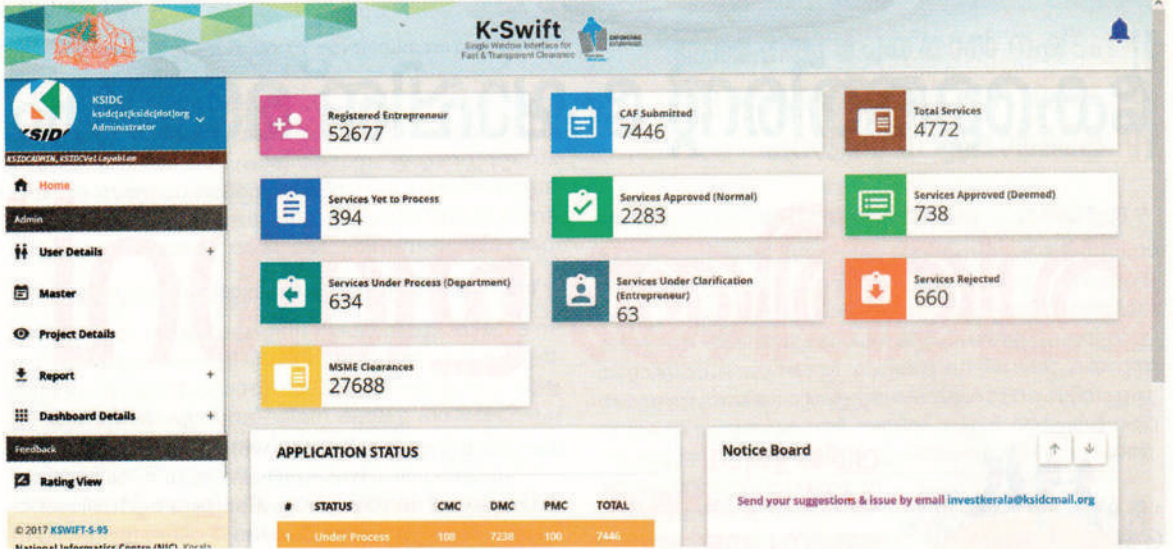 K-Swift
Single Window Interface for
Fast & Transparent Clearance
KSIDC
ksidc[at]ksidc[dot]org
Administrator
Home
Admin
User Details +
Master
Project Details
Report +
Dashboard Details +
Feedback
Rating View
© 2017 KSWIFT-S-95
National Informatics Centre (NIC), Kerala
Registered Entrepreneur
52677
CAF Submitted
7446
Total Services
4772
Services Yet to Process
394
Services Approved (Normal)
2283
Services Approved (Deemed)
738
Services Under Process (Department)
634
Services Under Clarification
(Entrepreneur)
63
Services Rejected
660
MSME Clearances
27688
APPLICATION STATUS
# STATUS CMC DMC PMC TOTAL
1 Under Process 108 7238 100 7446
Notice Board
Send your suggestions & issue by email investkerala@ksidcmail.org